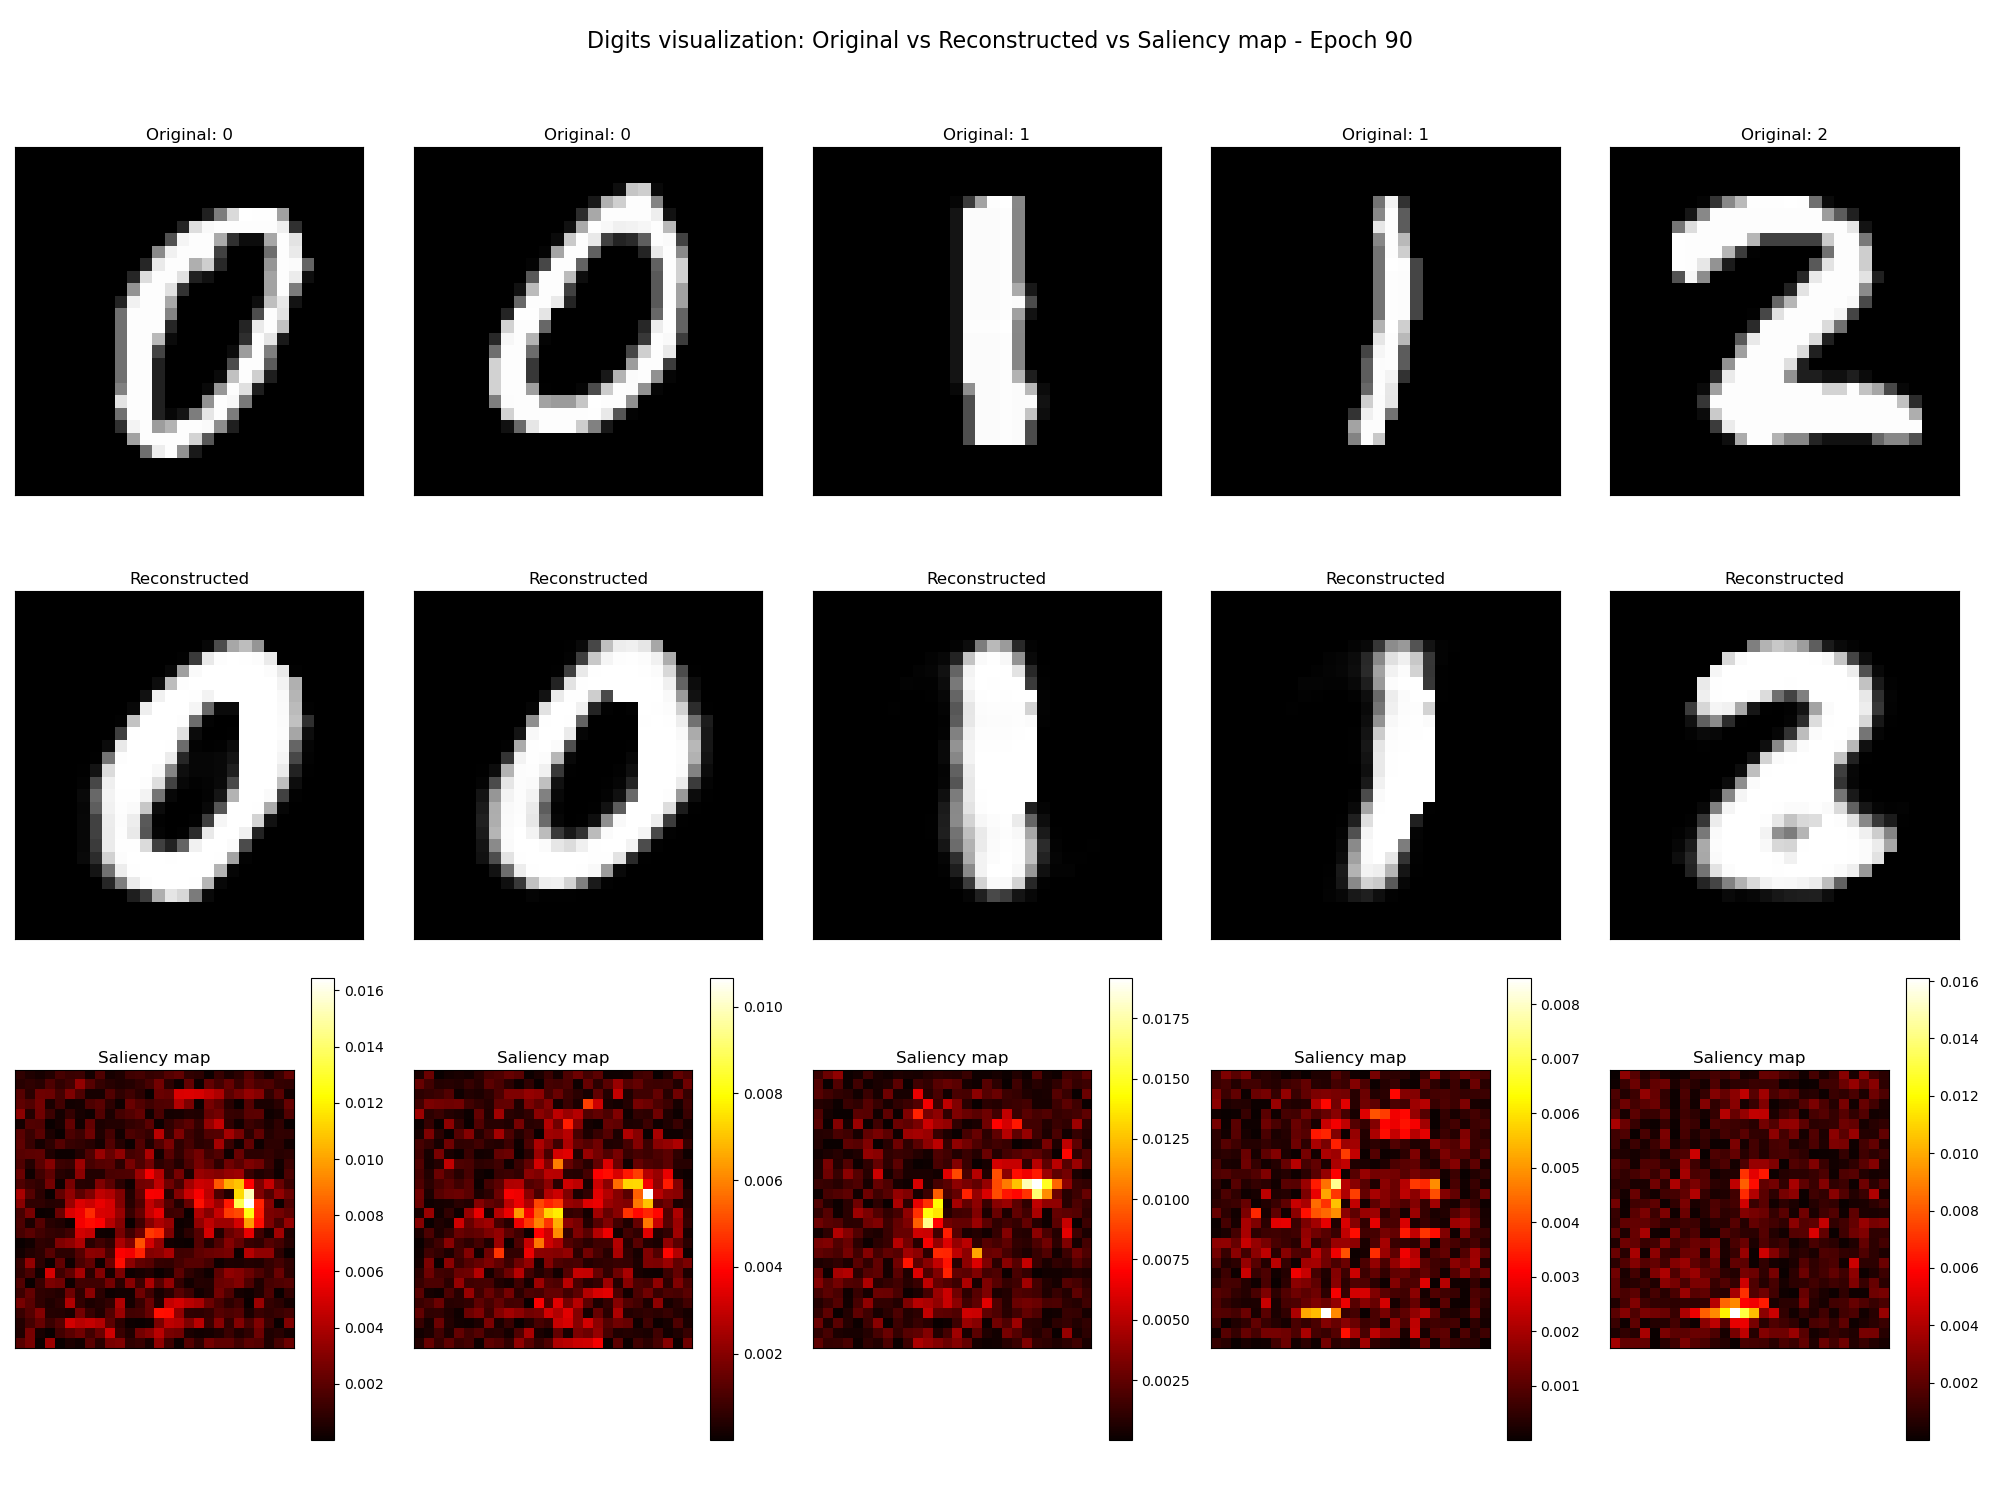 Digits visualization: Original vs Reconstructed vs Saliency map - Epoch 90
Original: 0
Original: 0
Original: 1
Original: 1
Original: 2
Reconstructed
Reconstructed
Reconstructed
Reconstructed
Reconstructed
Saliency map
0.016
0.014
0.012
0.010
0.008
0.006
0.004
0.002
Saliency map
0.010
0.008
0.006
0.004
0.002
Saliency map
0.0175
0.0150
0.0125
0.0100
0.0075
0.0050
0.0025
Saliency map
0.008
0.007
0.006
0.005
0.004
0.003
0.002
0.001
Saliency map
0.016
0.014
0.012
0.010
0.008
0.006
0.004
0.002